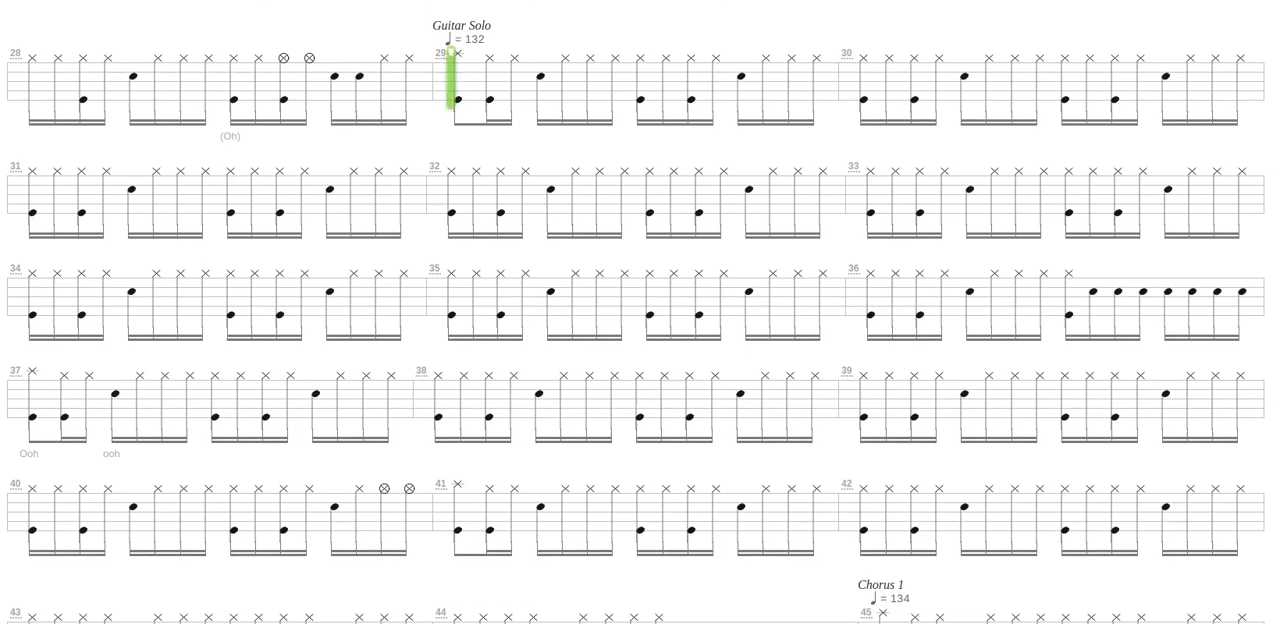 Guitar Solo
♩ = 132
28 29 30
(Oh)
31 32 33
34 35 36
37 38 39
Ooh ooh
40 41 42
Chorus 1
♩ = 134
43 44 45